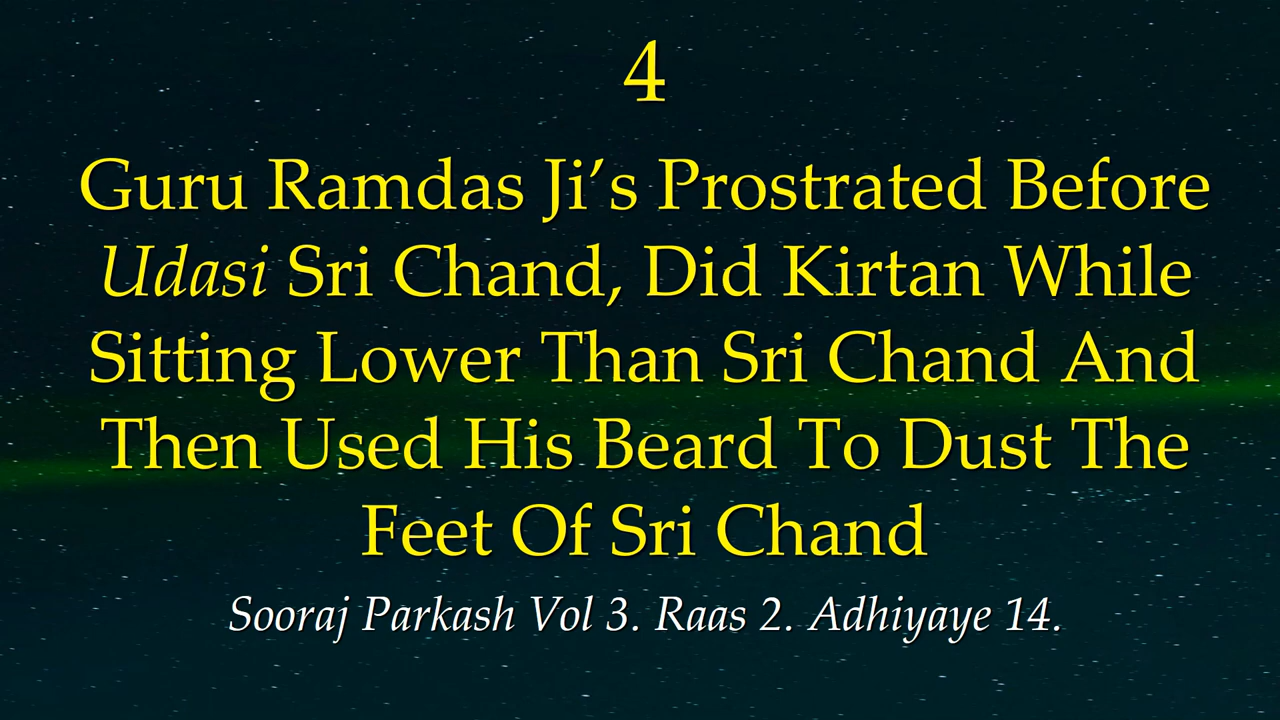 4
Guru Ramdas Ji’s Prostrated Before
Udasi Sri Chand, Did Kirtan While
Sitting Lower Than Sri Chand And
Then Used His Beard To Dust The
Feet Of Sri Chand
Sooraj Parkash Vol 3. Raas 2. Adhiyaye 14.